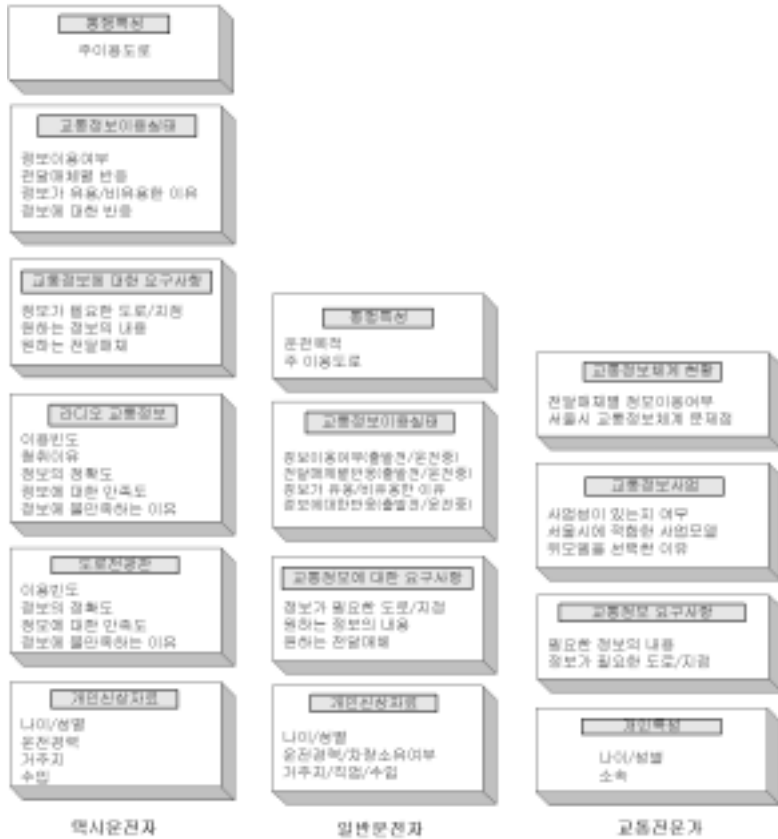 통행특성
주이용도로
교통정보이용실태
정보이용여부
전달매체별 반응
정보가 유용/비유용한 이유
정보에 대한 반응
교통정보에 대한 요구사항
정보가 필요한 도로/지점
원하는 정보의 내용
원하는 전달매체
라디오 교통정보
이용빈도
청취이유
정보의 정확도
정보에 대한 만족도
정보에 불만족하는 이유
도로전광판
이용빈도
정보의 정확도
정보에 대한 만족도
정보에 불만족하는 이유
개인신상자료
나이/성별
운전경력
거주지
수입
택시운전자
통행특성
운전목적
주 이용도로
교통정보이용실태
정보이용여부(출발전/운전중)
전달매체별반응(출발전/운전중)
정보가 유용/비유용한 이유
정보에대한반응(출발전/운전중)
교통정보에 대한 요구사항
정보가 필요한 도로/지점
원하는 정보의 내용
원하는 전달매체
개인신상자료
나이/성별
운전경력/차량소유여부
거주지/직업/수입
일반운전자
교통정보체계 현황
전달매체별 정보이용여부
서울시 교통정보체계 문제점
교통정보사업
사업성이 있는지 여부
서울시에 적합한 사업모델
위모델을 선택한 이유
교통정보 요구사항
필요한 정보의 내용
정보가 필요한 도로/지점
개인특성
나이/성별
소속
교통전문가